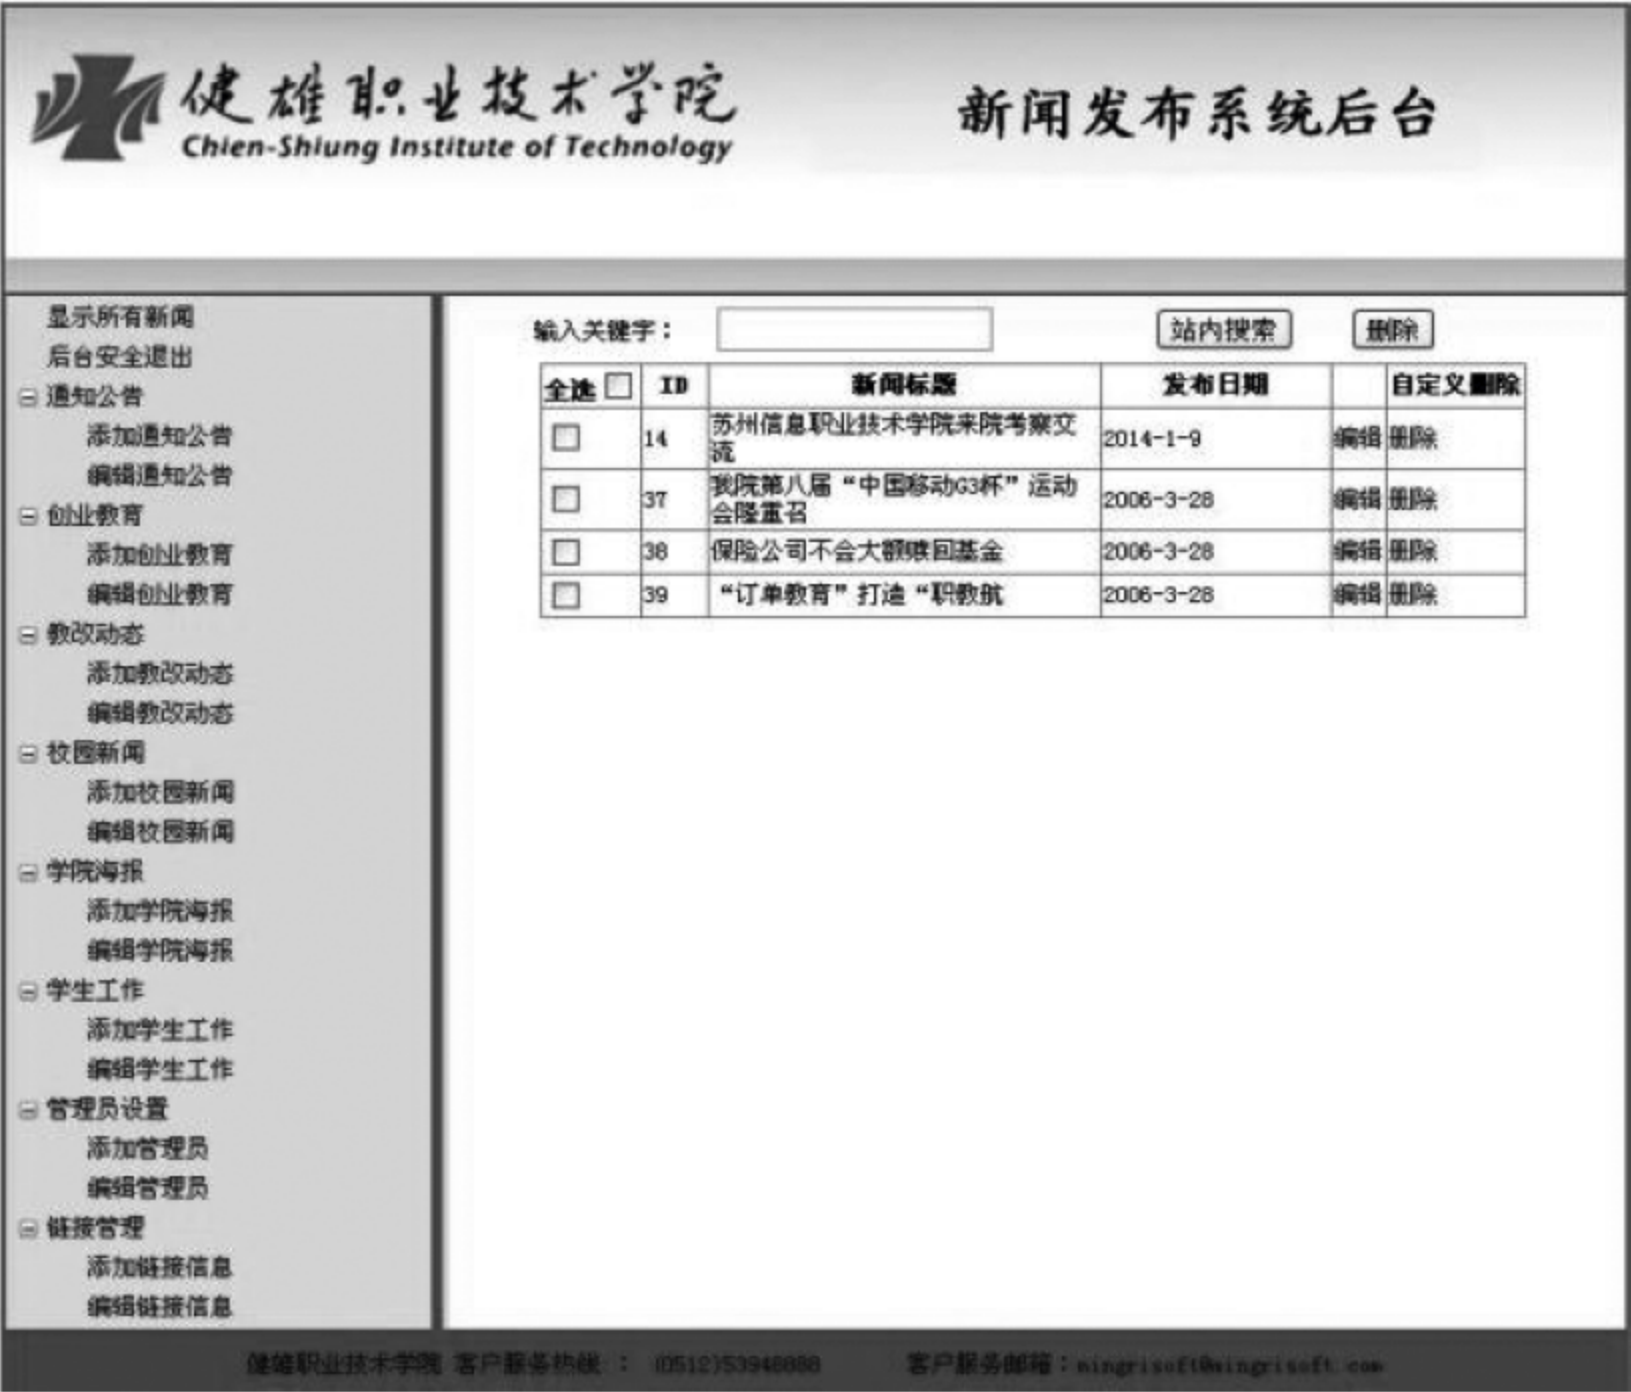 健雄职业技术学院
Chien-Shiung Institute of Technology
新闻发布系统后台
显示所有新闻
后台安全退出
通知公告
添加通知公告
编辑通知公告
创业教育
添加创业教育
编辑创业教育
教改动态
添加教改动态
编辑教改动态
校园新闻
添加校园新闻
编辑校园新闻
学院海报
添加学院海报
编辑学院海报
学生工作
添加学生工作
编辑学生工作
管理员设置
添加管理员
编辑管理员
链接管理
添加链接信息
编辑链接信息
输入关键字： 站内搜索 删除
全选 ID 新闻标题 发布日期 自定义删除
14 苏州信息职业技术学院来院考察交 2014-1-9 编辑 删除
流
37 我院第八届“中国移动G3杯”运动 2006-3-28 编辑 删除
会隆重召
38 保险公司不会大额赎回基金 2006-3-28 编辑 删除
39 “订单教育”打造“职教航 2006-3-28 编辑 删除
健雄职业技术学院 客户服务热线 ： (0512)53948888 客户服务邮箱：mingrisoft@mingrisoft.com